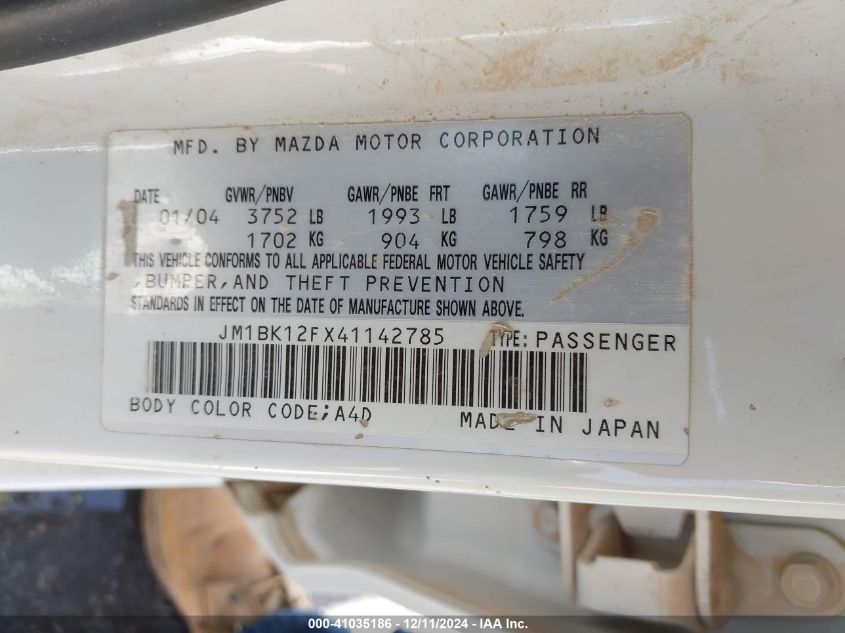 MFD. BY MAZDA MOTOR CORPORATION
DATE GVWR/PNBV GAWR/PNBE FRT GAWR/PNBE RR
01/04 3752 LB 1993 LB 1759 LB
1702 KG 904 KG 798 KG
THIS VEHICLE CONFORMS TO ALL APPLICABLE FEDERAL MOTOR VEHICLE SAFETY
,BUMPER,AND THEFT PREVENTION
STANDARDS IN EFFECT ON THE DATE OF MANUFACTURE SHOWN ABOVE.
JM1BK12FX41142785 TYPE: PASSENGER
BODY COLOR CODE;A4D MADE IN JAPAN
000-41035186 - 12/11/2024 - IAA Inc.